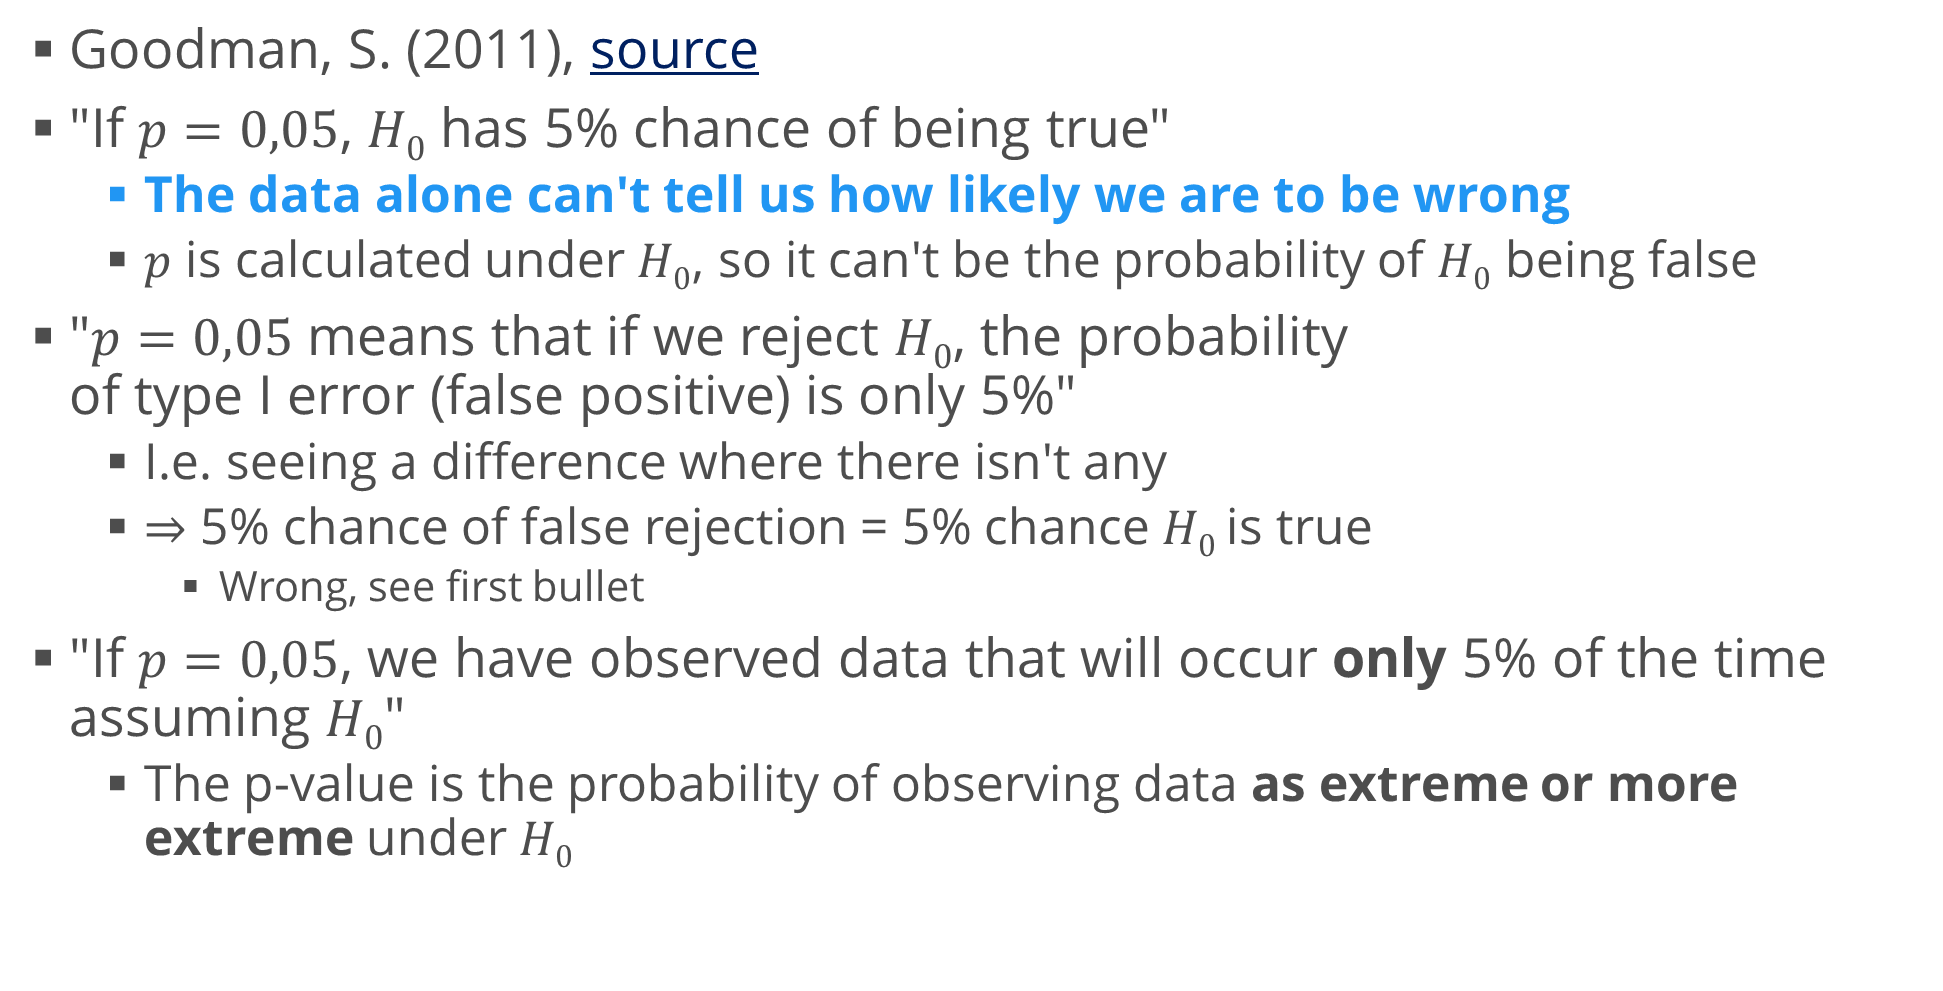 ▪ Goodman, S. (2011), source
▪ "If p = 0,05, H₀ has 5% chance of being true"
▪ The data alone can't tell us how likely we are to be wrong
▪ p is calculated under H₀, so it can't be the probability of H₀ being false
▪ "p = 0,05 means that if we reject H₀, the probability
of type I error (false positive) is only 5%"
▪ I.e. seeing a difference where there isn't any
▪ ⇒ 5% chance of false rejection = 5% chance H₀ is true
▪ Wrong, see first bullet
▪ "If p = 0,05, we have observed data that will occur only 5% of the time
assuming H₀"
▪ The p-value is the probability of observing data as extreme or more
extreme under H₀